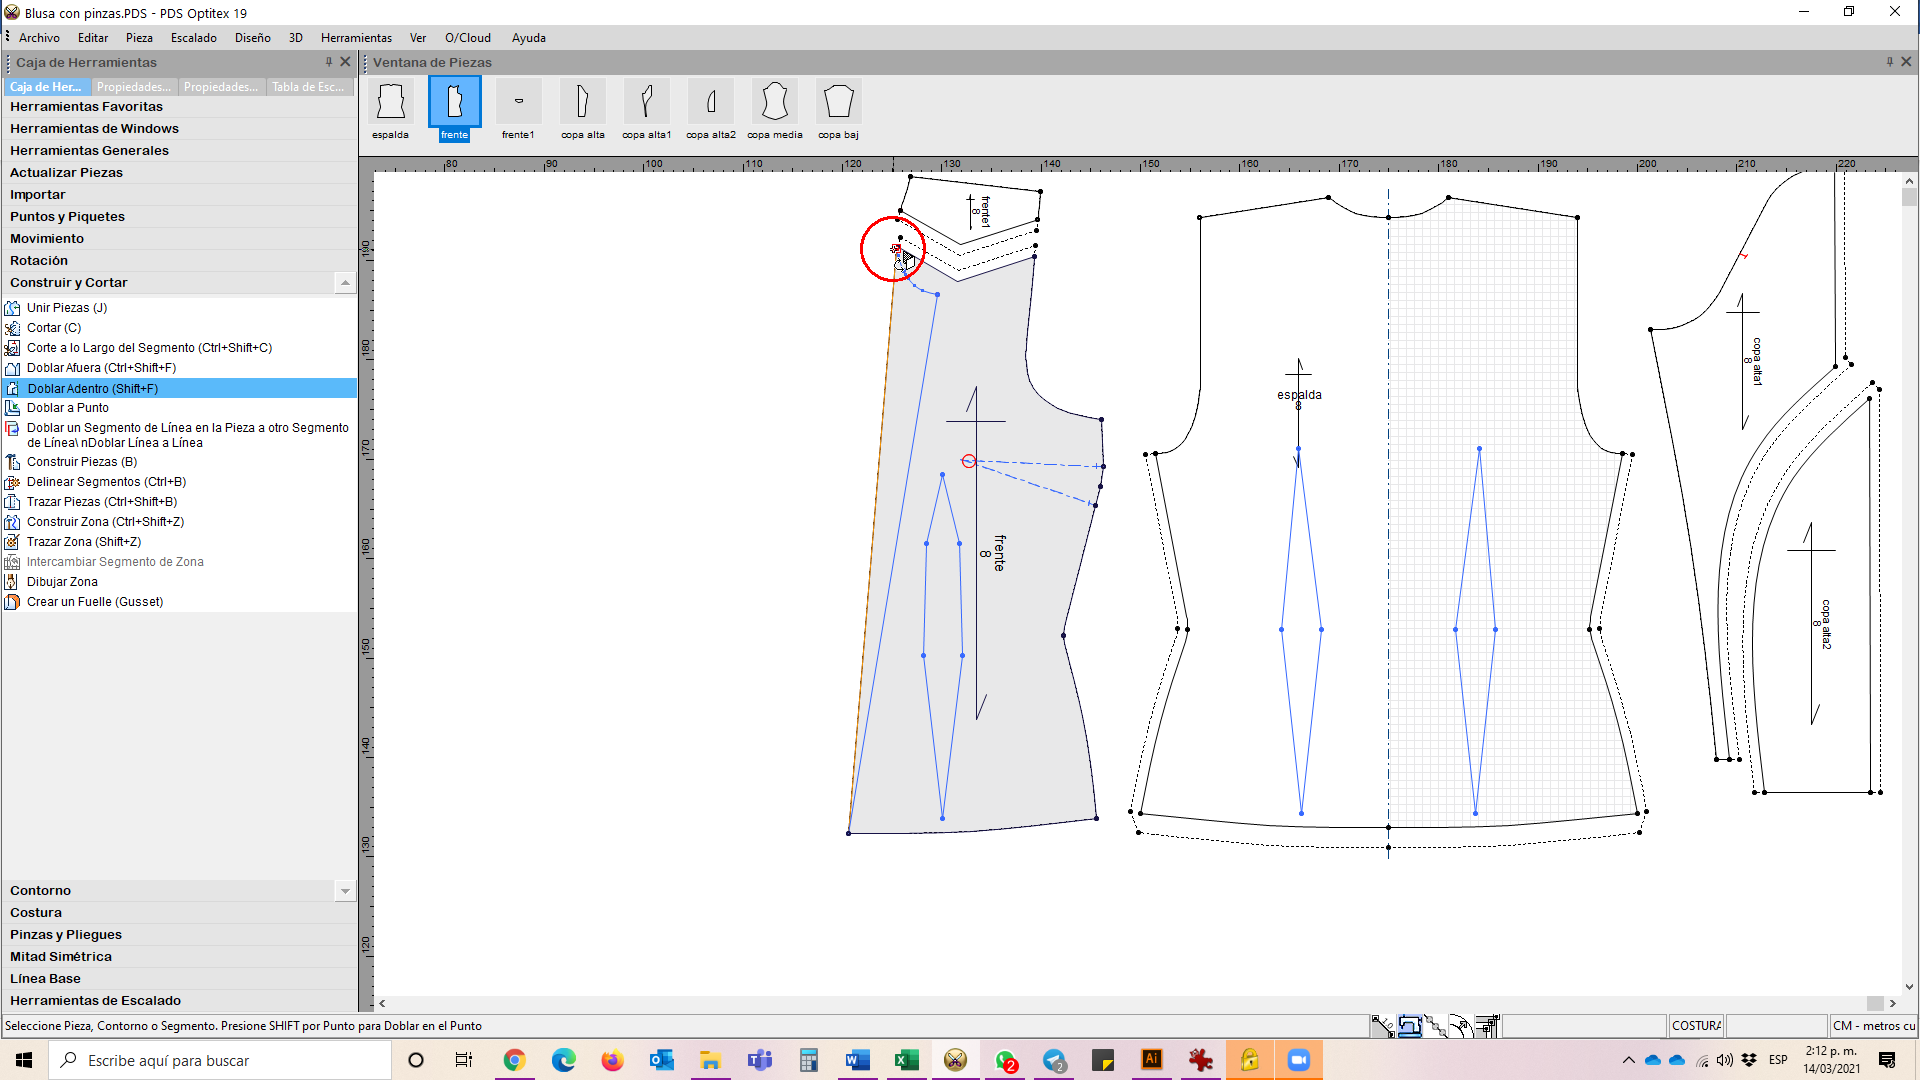 Blusa con pinzas.PDS - PDS Optitex 19
Archivo Editar Pieza Escalado Diseño 3D Herramientas Ver O/Cloud Ayuda
Caja de Herramientas
Ventana de Piezas
Caja de Her... Propiedades... Propiedades... Tabla de Esc...
espalda frente frente1 copa alta copa alta1 copa alta2 copa media copa baj
Herramientas Favoritas
Herramientas de Windows
Herramientas Generales
Actualizar Piezas
Importar
Puntos y Piquetes
Movimiento
Rotación
Construir y Cortar
Unir Piezas (J)
Cortar (C)
Corte a lo Largo del Segmento (Ctrl+Shift+C)
Doblar Afuera (Ctrl+Shift+F)
Doblar Adentro (Shift+F)
Doblar a Punto
Doblar un Segmento de Línea en la Pieza a otro Segmento
de Línea\ nDoblar Línea a Línea
Construir Piezas (B)
Delinear Segmentos (Ctrl+B)
Trazar Piezas (Ctrl+Shift+B)
Construir Zona (Ctrl+Shift+Z)
Trazar Zona (Shift+Z)
Intercambiar Segmento de Zona
Dibujar Zona
Crear un Fuelle (Gusset)
Contorno
Costura
Pinzas y Pliegues
Mitad Simétrica
Línea Base
Herramientas de Escalado
80 90 100 110 120 130 140 150 160 170 180 190 200 210 220
190
180
170
160
150
140
130
120
frente1
8
frente
8
espalda
8
copa alta1
8
copa alta2
8
Seleccione Pieza, Contorno o Segmento. Presione SHIFT por Punto para Doblar en el Punto
COSTURA
CM - metros cu
Escribe aquí para buscar
2
2
ESP
2:12 p. m.
14/03/2021